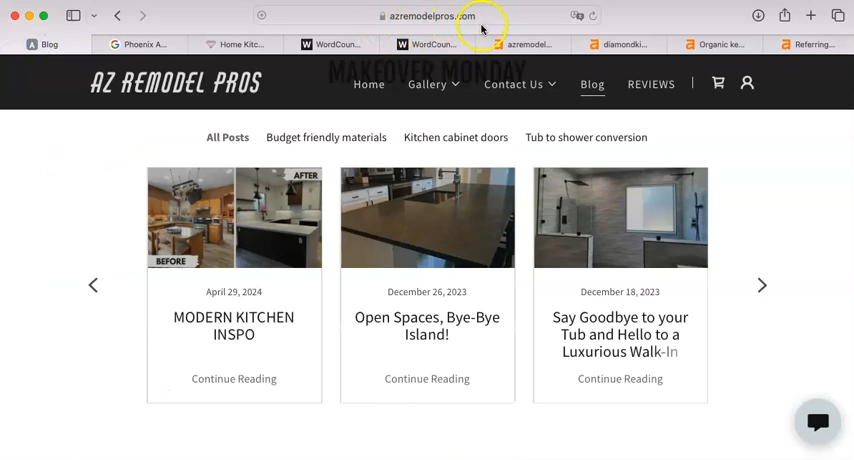 azremodelpros.com
Blog
Phoenix A...
Home Kitc...
WordCoun...
WordCoun...
azremodel...
diamondki...
Organic ke...
Referring...
MAKEOVER MONDAY
AZ REMODEL PROS
Home
Gallery
Contact Us
Blog
REVIEWS
All Posts
Budget friendly materials
Kitchen cabinet doors
Tub to shower conversion
AFTER
BEFORE
April 29, 2024
MODERN KITCHEN
INSPO
Continue Reading
December 26, 2023
Open Spaces, Bye-Bye
Island!
Continue Reading
December 18, 2023
Say Goodbye to your
Tub and Hello to a
Luxurious Walk-In
Continue Reading